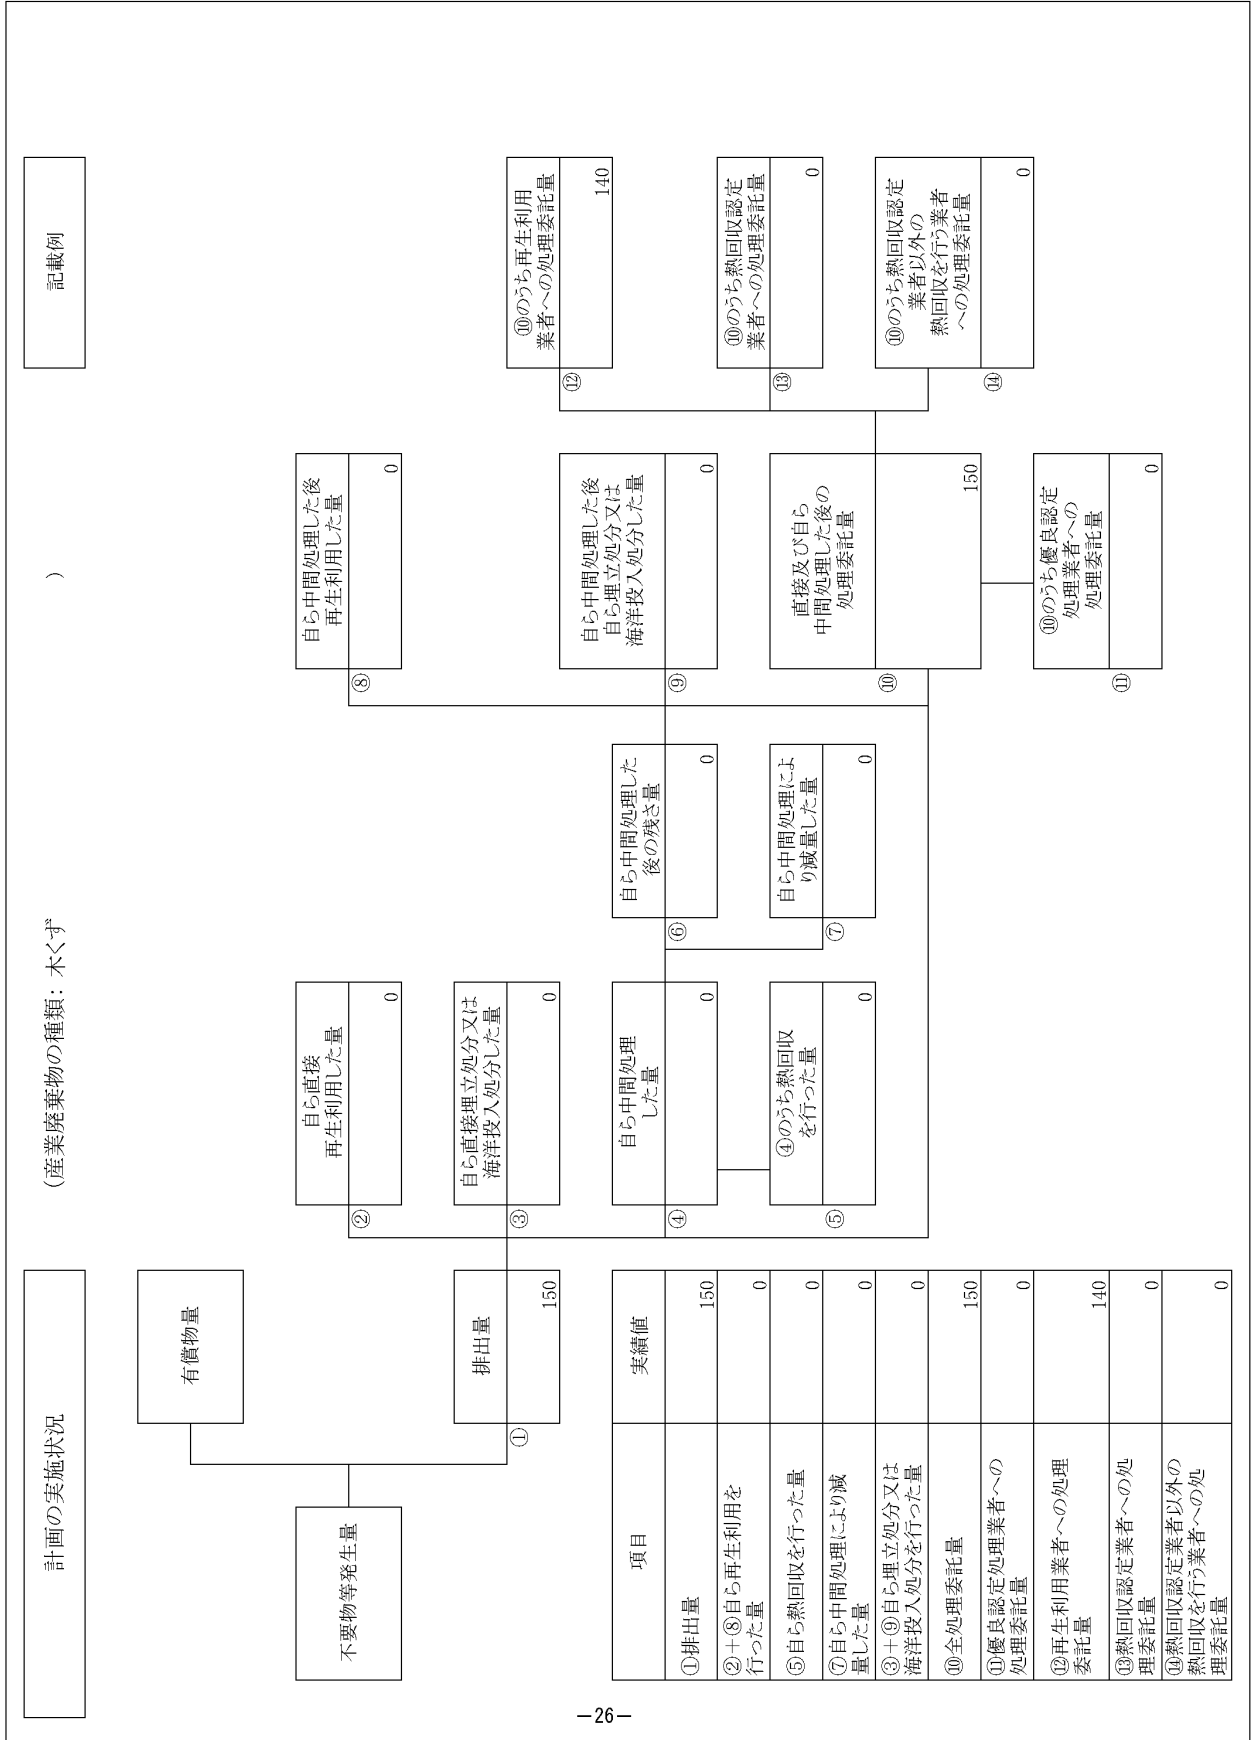 計画の実施状況
(産業廃棄物の種類：木くず
)
記載例
有償物量
不要物等発生量
排出量
①
150
自ら直接
再生利用した量
②
0
自ら直接埋立処分又は
海洋投入処分した量
③
0
自ら中間処理
した量
④
0
④のうち熱回収
を行った量
⑤
0
自ら中間処理した
後の残さ量
⑥
0
自ら中間処理によ
り減量した量
⑦
0
自ら中間処理した後
再生利用した量
⑧
0
自ら中間処理した後
自ら埋立処分又は
海洋投入処分した量
⑨
0
直接及び自ら
中間処理した後の
処理委託量
⑩
150
⑩のうち優良認定
処理業者への
処理委託量
⑪
0
⑩のうち再生利用
業者への処理委託量
⑫
140
⑩のうち熱回収認定
業者への処理委託量
⑬
0
⑩のうち熱回収認定
業者以外の
熱回収を行う業者
への処理委託量
⑭
0
項目 実績値
①排出量 150
②＋⑧自ら再生利用を
行った量 0
⑤自ら熱回収を行った量 0
⑦自ら中間処理により減
量した量 0
③＋⑨自ら埋立処分又は
海洋投入処分を行った量 0
⑩全処理委託量 150
⑪優良認定処理業者への
処理委託量 0
⑫再生利用業者への処理
委託量 140
⑬熱回収認定業者への処
理委託量 0
⑭熱回収認定業者以外の
熱回収を行う業者への処
理委託量 0
－26－